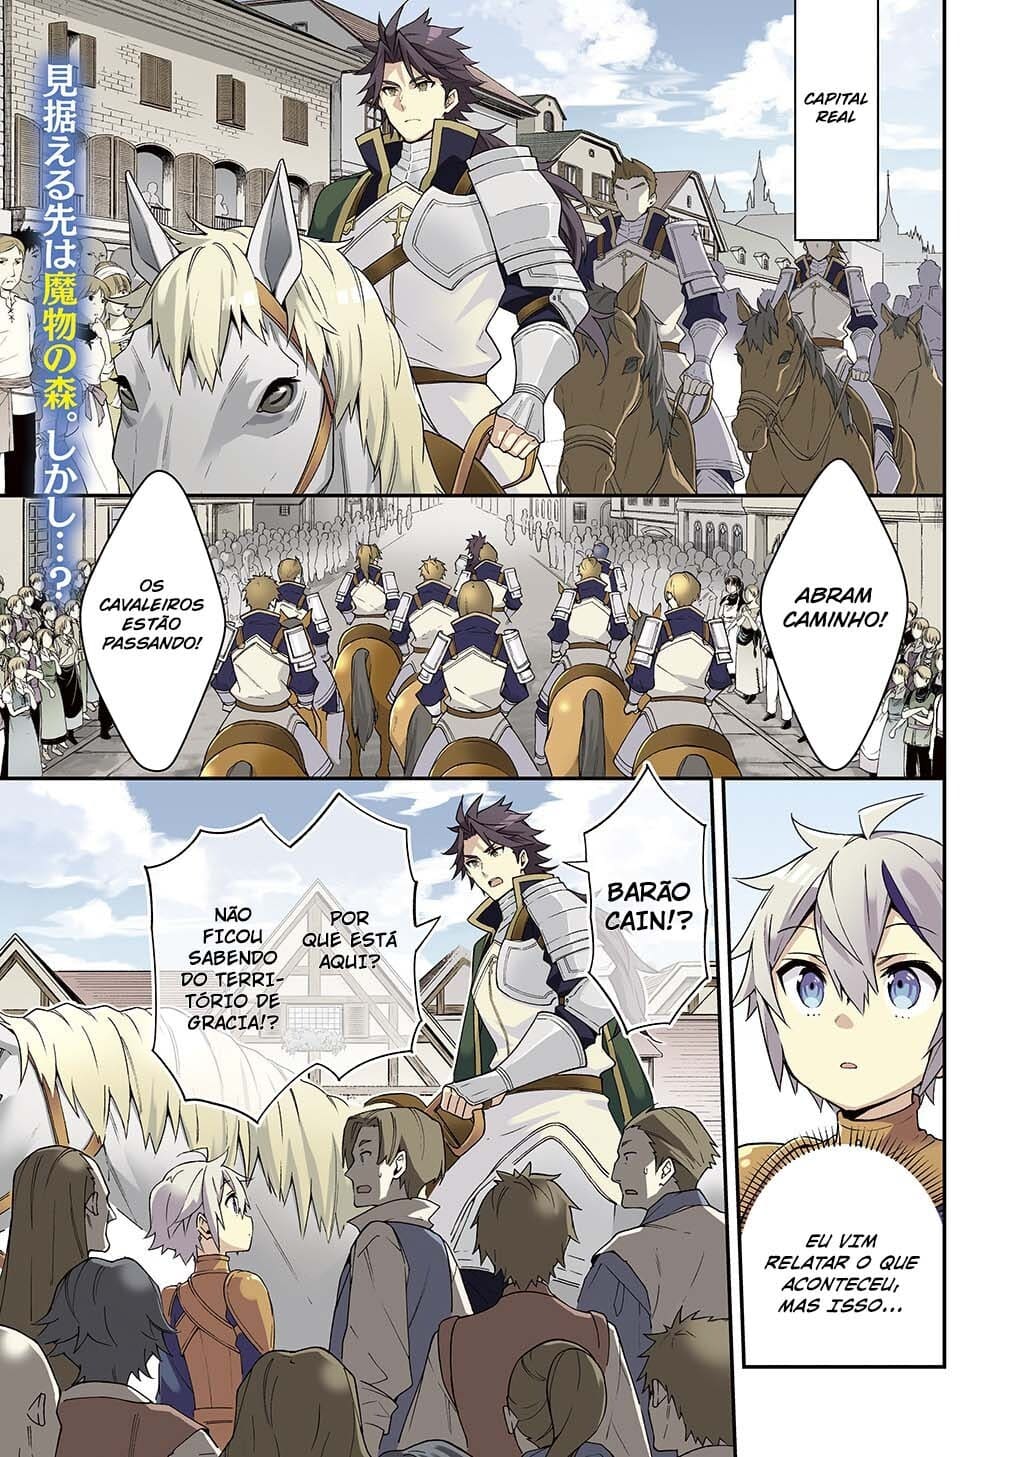 CAPITAL
REAL
見据える先は魔物の森。しかし…?
ABRAM
CAMINHO!
OS
CAVALEIROS
ESTÃO
PASSANDO!
BARÃO
CAIN!?
POR
QUE ESTÁ
AQUI?
NÃO
FICOU
SABENDO
DO TERRI-
TÓRIO DE
GRACIA!?
EU VIM
RELATAR O QUE
ACONTECEU,
MAS ISSO...